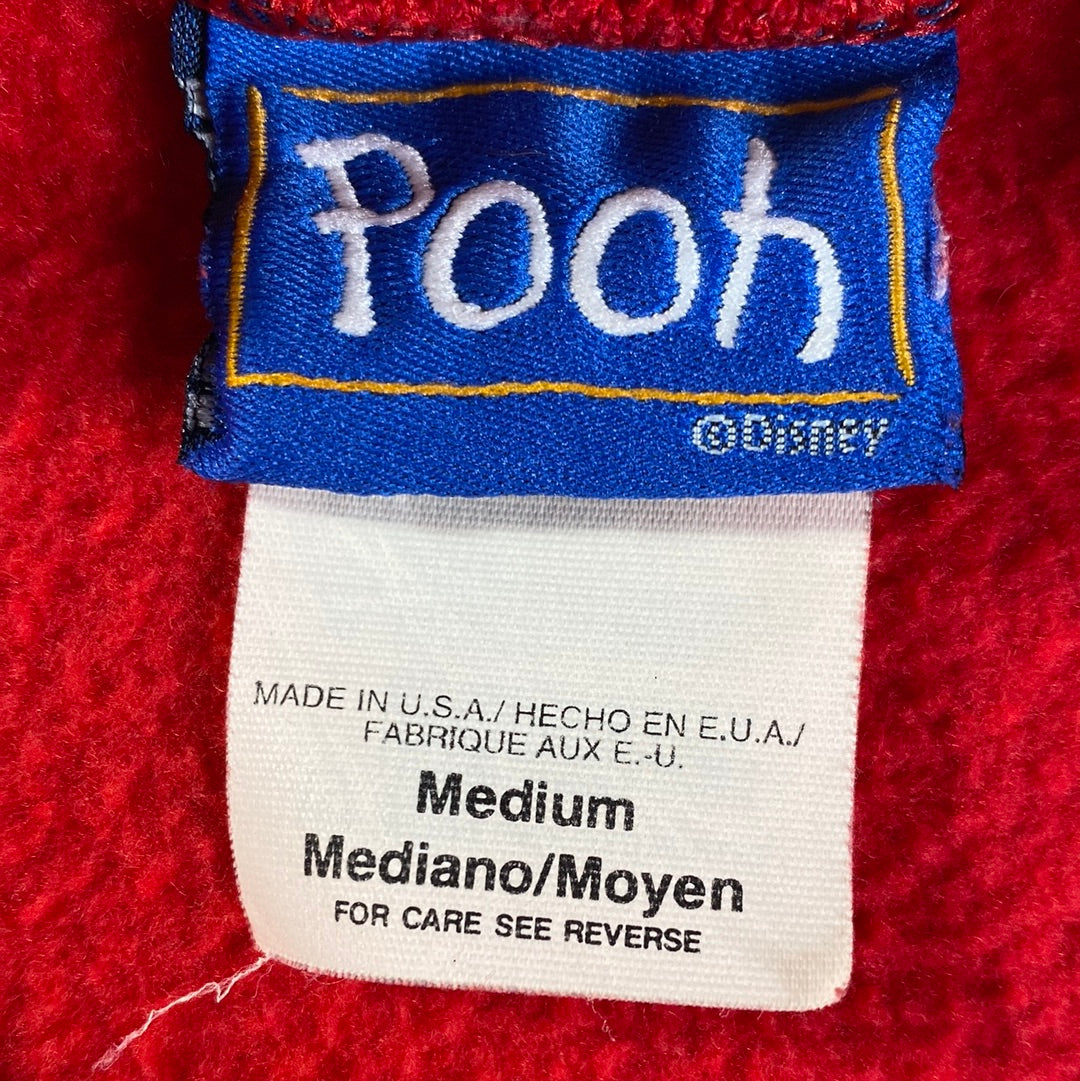 Pooh
©Disney
MADE IN U.S.A./ HECHO EN E.U.A./
FABRIQUE AUX E.-U.
Medium
Mediano/Moyen
FOR CARE SEE REVERSE